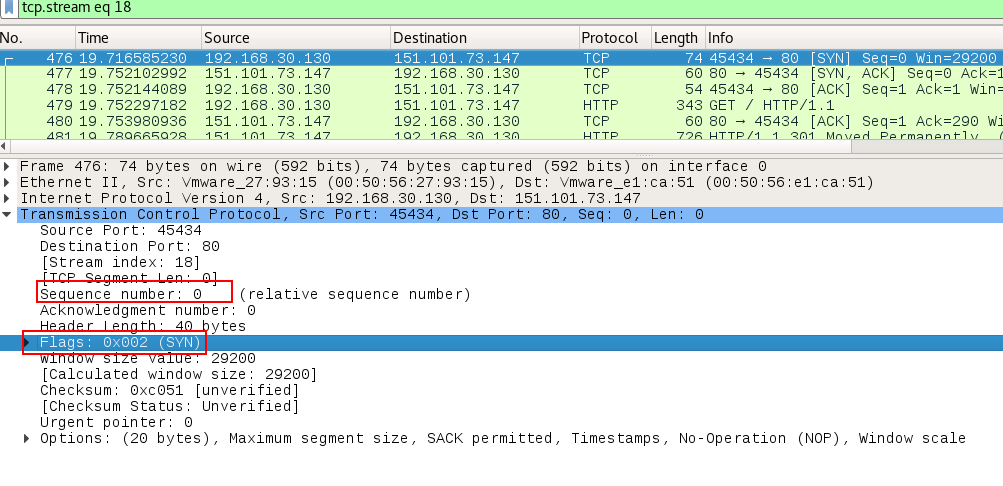 tcp.stream eq 18
No. Time Source Destination Protocol Length Info
476 19.716585230 192.168.30.130 151.101.73.147 TCP 74 45434 → 80 [SYN] Seq=0 Win=29200
477 19.752102992 151.101.73.147 192.168.30.130 TCP 60 80 → 45434 [SYN, ACK] Seq=0 Ack=1
478 19.752144089 192.168.30.130 151.101.73.147 TCP 54 45434 → 80 [ACK] Seq=1 Ack=1 Win=
479 19.752297182 192.168.30.130 151.101.73.147 HTTP 343 GET / HTTP/1.1
480 19.753980936 151.101.73.147 192.168.30.130 TCP 60 80 → 45434 [ACK] Seq=1 Ack=290 Wi
481 19.789665928 151.101.73.147 192.168.30.130 HTTP 726 HTTP/1.1 301 Moved Permanently (
Frame 476: 74 bytes on wire (592 bits), 74 bytes captured (592 bits) on interface 0
Ethernet II, Src: Vmware_27:93:15 (00:50:56:27:93:15), Dst: Vmware_e1:ca:51 (00:50:56:e1:ca:51)
Internet Protocol Version 4, Src: 192.168.30.130, Dst: 151.101.73.147
Transmission Control Protocol, Src Port: 45434, Dst Port: 80, Seq: 0, Len: 0
Source Port: 45434
Destination Port: 80
[Stream index: 18]
[TCP Segment Len: 0]
Sequence number: 0 (relative sequence number)
Acknowledgment number: 0
Header Length: 40 bytes
Flags: 0x002 (SYN)
Window size value: 29200
[Calculated window size: 29200]
Checksum: 0xc051 [unverified]
[Checksum Status: Unverified]
Urgent pointer: 0
Options: (20 bytes), Maximum segment size, SACK permitted, Timestamps, No-Operation (NOP), Window scale